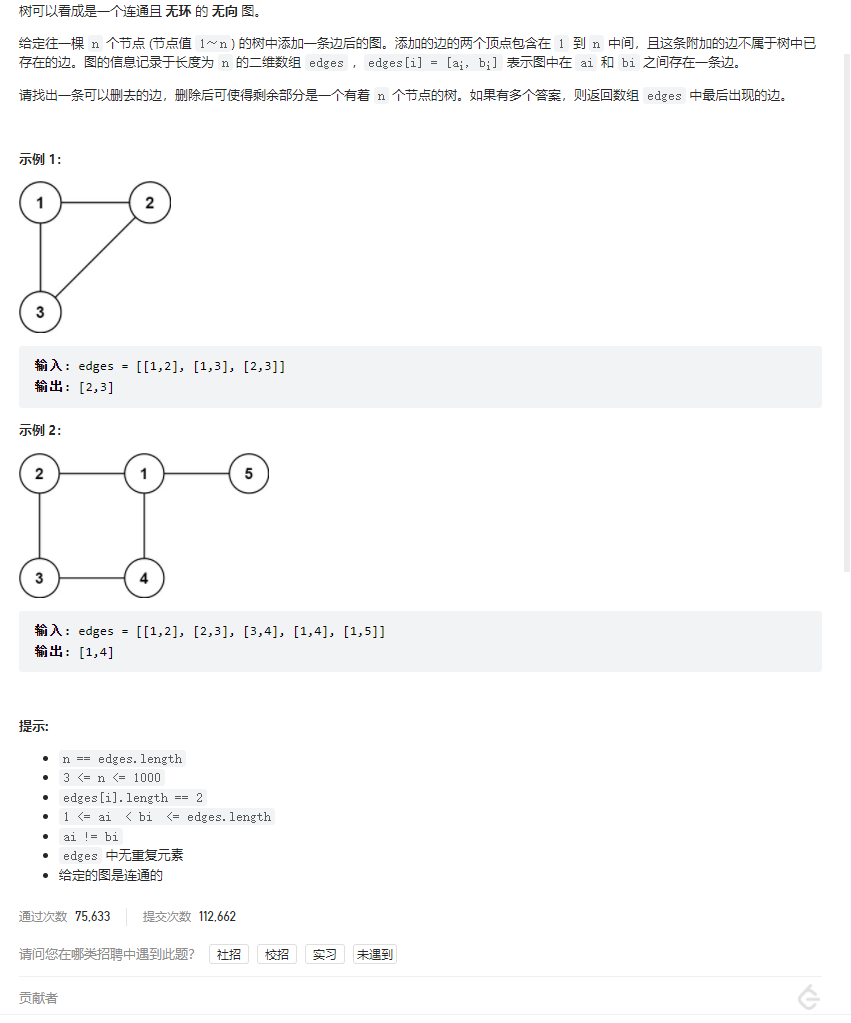 树可以看成是一个连通且 无环 的 无向 图。
给定往一棵 n 个节点 (节点值 1～n) 的树中添加一条边后的图。添加的边的两个顶点包含在 1 到 n 中间，且这条附加的边不属于树中已
存在的边。图的信息记录于长度为 n 的二维数组 edges ，edges[i] = [ai, bi] 表示图中在 ai 和 bi 之间存在一条边。
请找出一条可以删去的边，删除后可使得剩余部分是一个有着 n 个节点的树。如果有多个答案，则返回数组 edges 中最后出现的边。
示例 1：
1
2
3
输入: edges = [[1,2], [1,3], [2,3]]
输出: [2,3]
示例 2：
2
1
5
3
4
输入: edges = [[1,2], [2,3], [3,4], [1,4], [1,5]]
输出: [1,4]
提示:
n == edges.length
3 <= n <= 1000
edges[i].length == 2
1 <= ai < bi <= edges.length
ai != bi
edges 中无重复元素
给定的图是连通的
通过次数 75,633 提交次数 112,662
请问您在哪类招聘中遇到此题? 社招 校招 实习 未遇到
贡献者